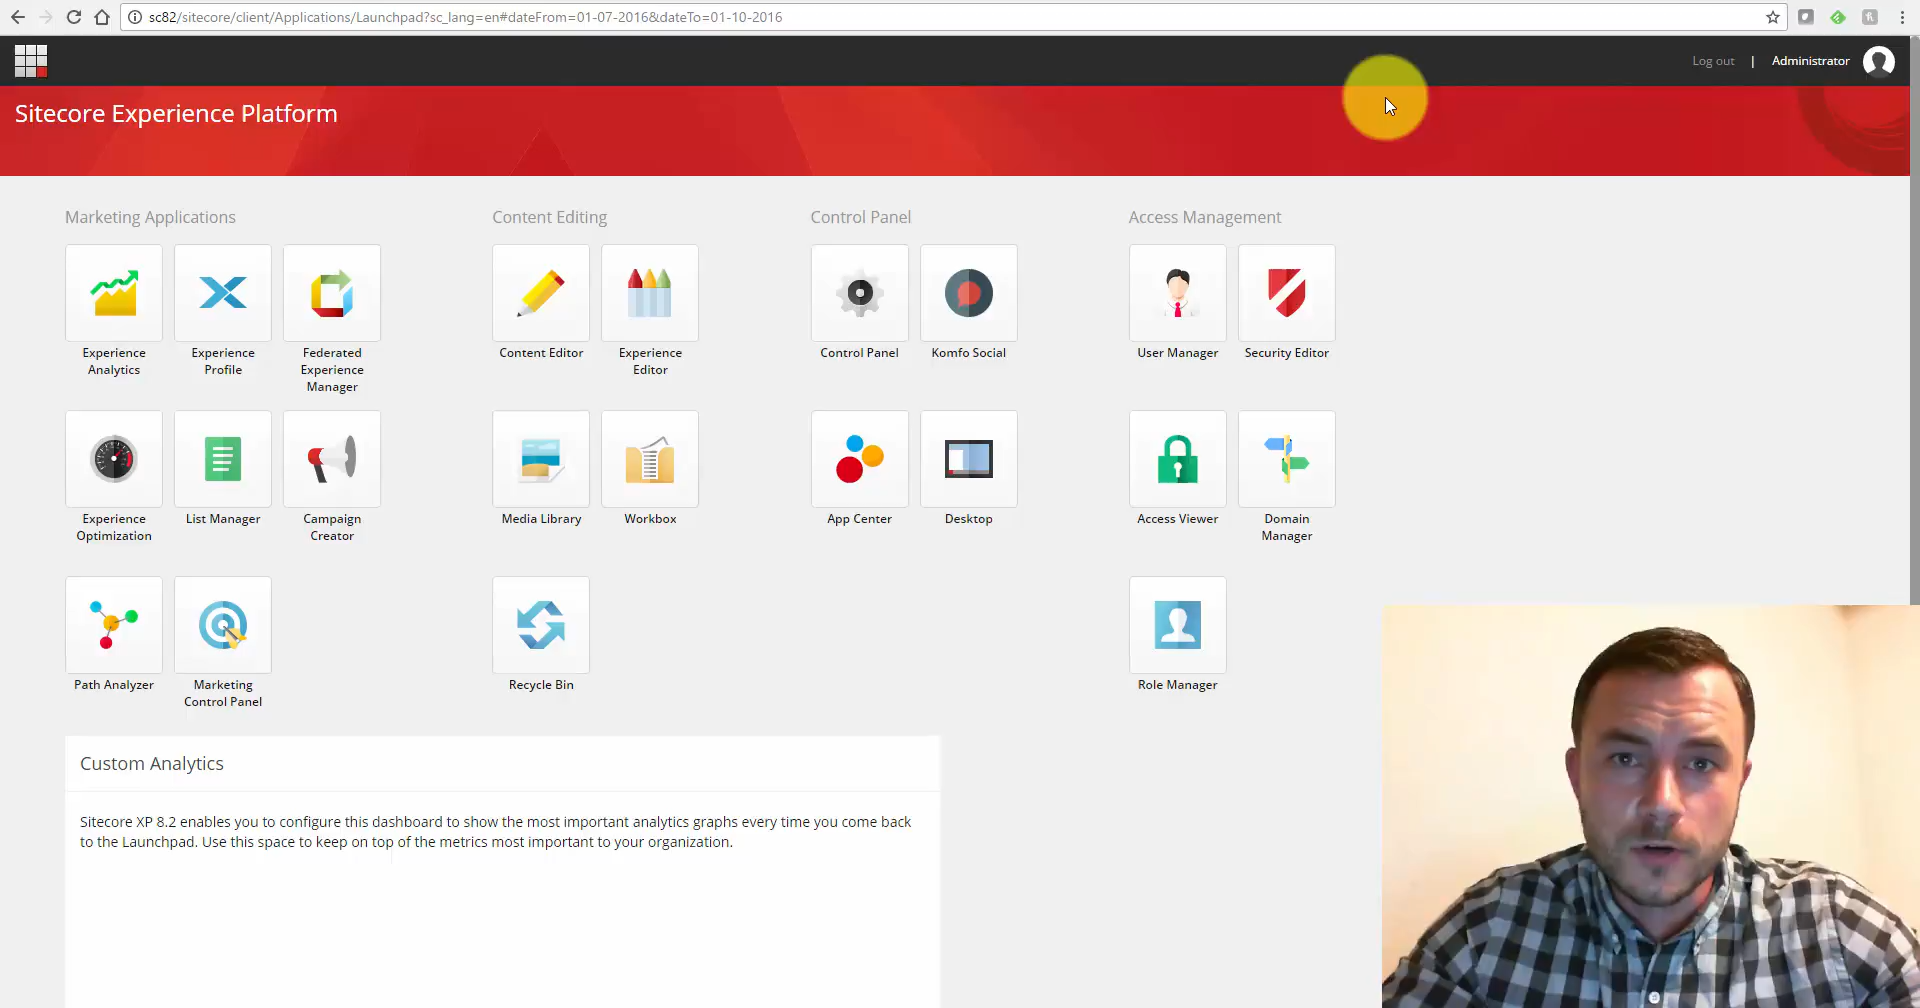 sc82/sitecore/client/Applications/Launchpad?sc_lang=en#dateFrom=01-07-2016&dateTo=01-10-2016
Log out | Administrator
Sitecore Experience Platform
Marketing Applications
Experience
Analytics
Experience
Profile
Federated
Experience
Manager
Experience
Optimization
List Manager
Campaign
Creator
Path Analyzer
Marketing
Control Panel
Content Editing
Content Editor
Experience
Editor
Media Library
Workbox
Recycle Bin
Control Panel
Control Panel
Komfo Social
App Center
Desktop
Access Management
User Manager
Security Editor
Access Viewer
Domain
Manager
Role Manager
Custom Analytics
Sitecore XP 8.2 enables you to configure this dashboard to show the most important analytics graphs every time you come back
to the Launchpad. Use this space to keep on top of the metrics most important to your organization.